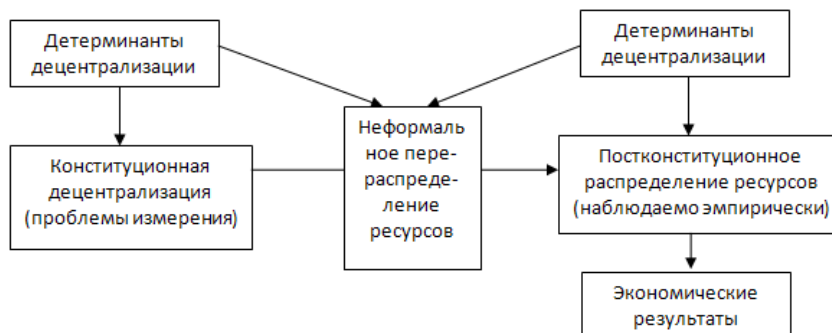 Детерминанты
децентрализации
Детерминанты
децентрализации
Конституционная
децентрализация
(проблемы измерения)
Неформаль
ное пере-
распреде-
ление
ресурсов
Постконституционное
распределение ресурсов
(наблюдаемо эмпирически)
Экономические
результаты